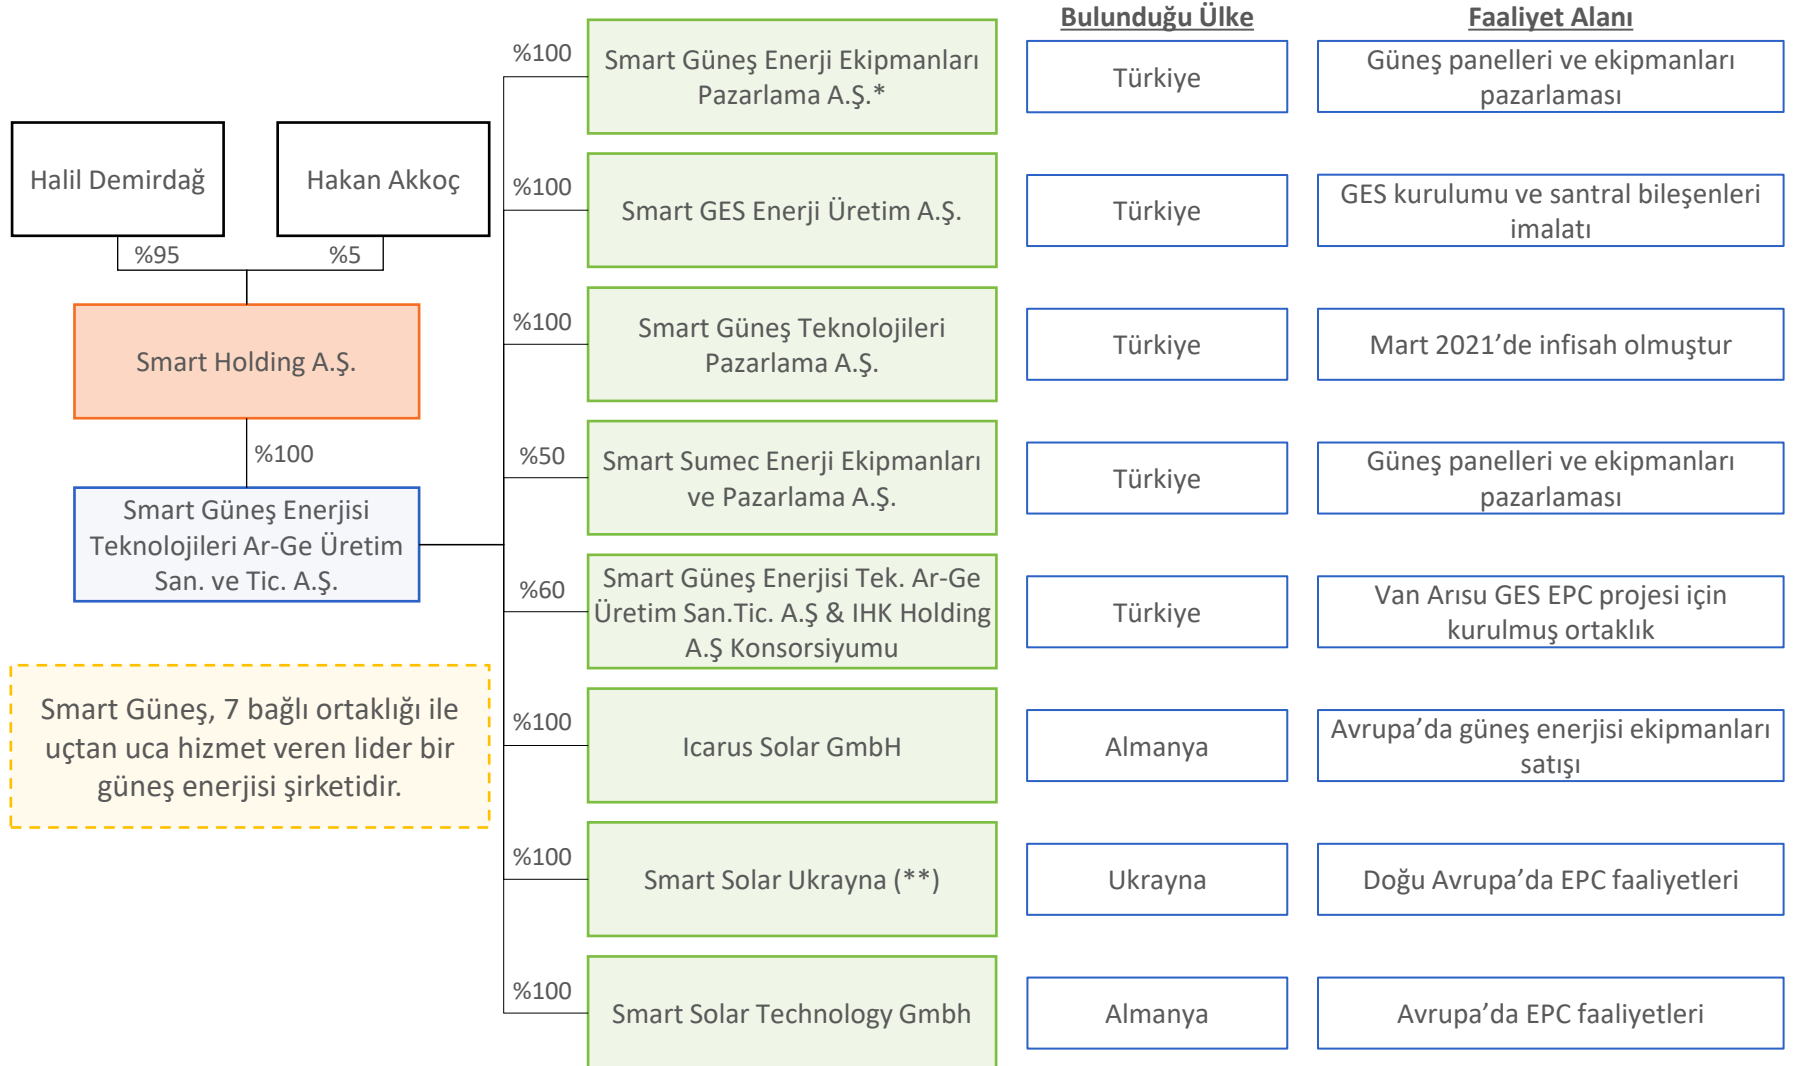 Bulunduğu Ülke
Faaliyet Alanı
%100
Smart Güneş Enerji Ekipmanları
Pazarlama A.Ş.*
Türkiye
Güneş panelleri ve ekipmanları
pazarlaması
Halil Demirdağ
Hakan Akkoç
%95
%5
%100
Smart GES Enerji Üretim A.Ş.
Türkiye
GES kurulumu ve santral bileşenleri
imalatı
Smart Holding A.Ş.
%100
%100
Smart Güneş Teknolojileri
Pazarlama A.Ş.
Türkiye
Mart 2021’de infisah olmuştur
%50
Smart Sumec Enerji Ekipmanları
ve Pazarlama A.Ş.
Türkiye
Güneş panelleri ve ekipmanları
pazarlaması
Smart Güneş Enerjisi
Teknolojileri Ar-Ge Üretim
San. ve Tic. A.Ş.
%60
Smart Güneş Enerjisi Tek. Ar-Ge
Üretim San.Tic. A.Ş & IHK Holding
A.Ş Konsorsiyumu
Türkiye
Van Arısu GES EPC projesi için
kurulmuş ortaklık
Smart Güneş, 7 bağlı ortaklığı ile
uçtan uca hizmet veren lider bir
güneş enerjisi şirketidir.
%100
Icarus Solar GmbH
Almanya
Avrupa’da güneş enerjisi ekipmanları
satışı
%100
Smart Solar Ukrayna (**)
Ukrayna
Doğu Avrupa’da EPC faaliyetleri
%100
Smart Solar Technology Gmbh
Almanya
Avrupa’da EPC faaliyetleri